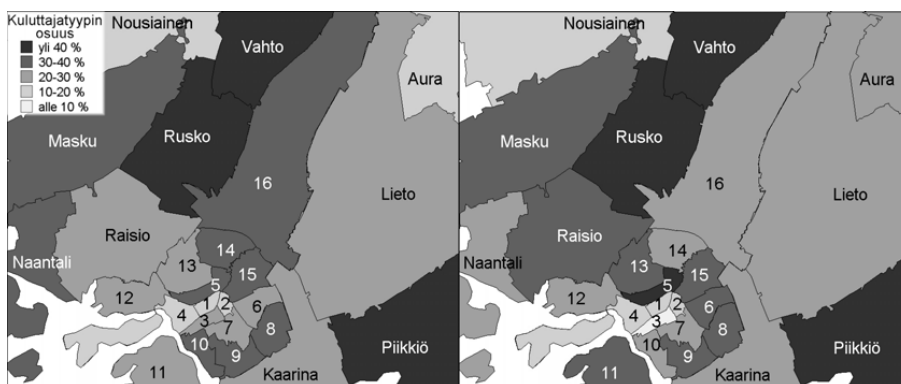 Kuluttajatyypin
osuus
yli 40 %
30-40 %
20-30 %
10-20 %
alle 10 %
Nousiainen
Vahto
Aura
Masku
Rusko
16
Lieto
Raisio
14
13
15
Naantali
5
12
1
2
6
4
3
7
8
10
9
11
Kaarina
Piikkiö
Nousiainen
Vahto
Aura
Masku
Rusko
16
Lieto
Raisio
14
13
15
Naantali
5
12
1
2
6
4
3
7
8
10
9
11
Kaarina
Piikkiö